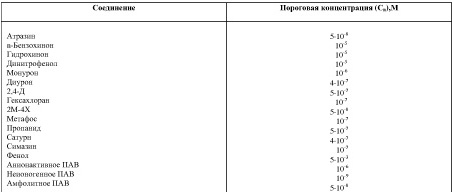 Соединение Пороговая концентрация (Сп),М
Атразин 5·10⁻⁸
n-Бензохинон 10⁻⁵
Гидрохинон 10⁻⁵
Динитрофенол 10⁻⁵
Монурон 10⁻⁶
Диурон 4·10⁻⁷
2,4-Д 5·10⁻⁵
Гексахлоран 10⁻⁷
2М-4Х 5·10⁻⁶
Метафос 10⁻⁷
Пропанид 5·10⁻⁵
Сатурн 4·10⁻⁵
Симазин 10⁻⁷
Фенол 5·10⁻³
Анионактивное ПАВ 10⁻⁶
Неионогенное ПАВ 10⁻⁹
Амфолитное ПАВ 5·10⁻⁸